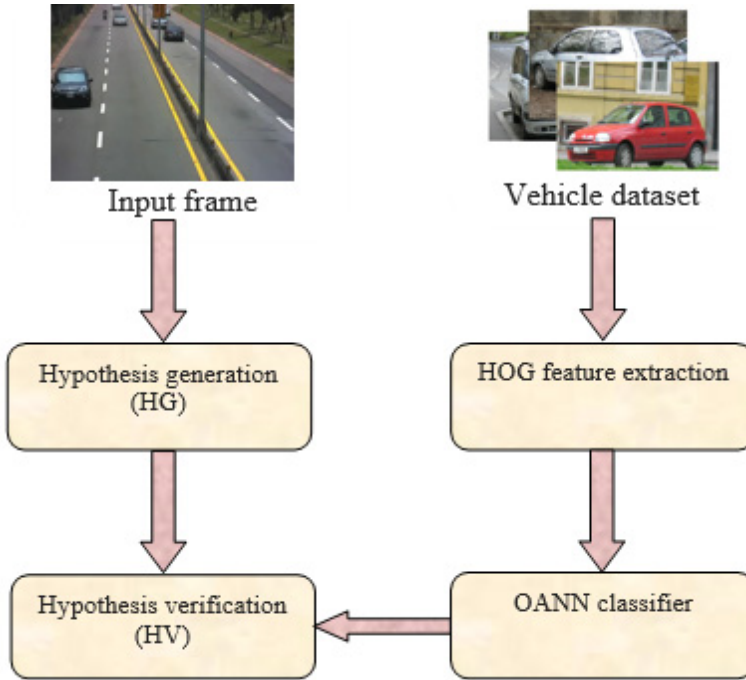 Input frame
Vehicle dataset
Hypothesis generation
(HG)
HOG feature extraction
Hypothesis verification
(HV)
OANN classifier